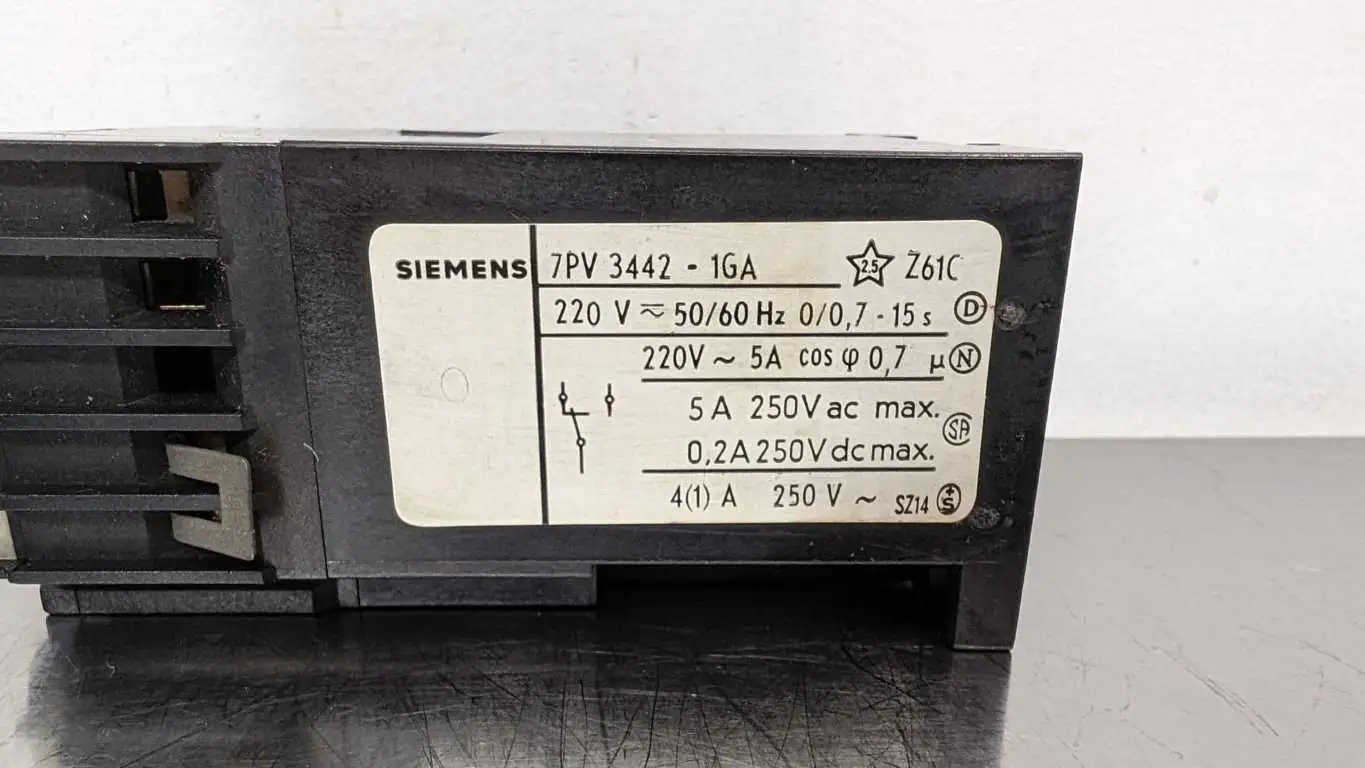 SIEMENS
7PV 3442 - 1GA 2.5 Z61C
220 V ≂ 50/60 Hz 0/0,7 - 15 s D
220V ~ 5A cos φ 0,7 µ N
5 A 250V ac max.
SA
0,2A 250V dc max.
4(1) A 250 V ~ SZ14 +S